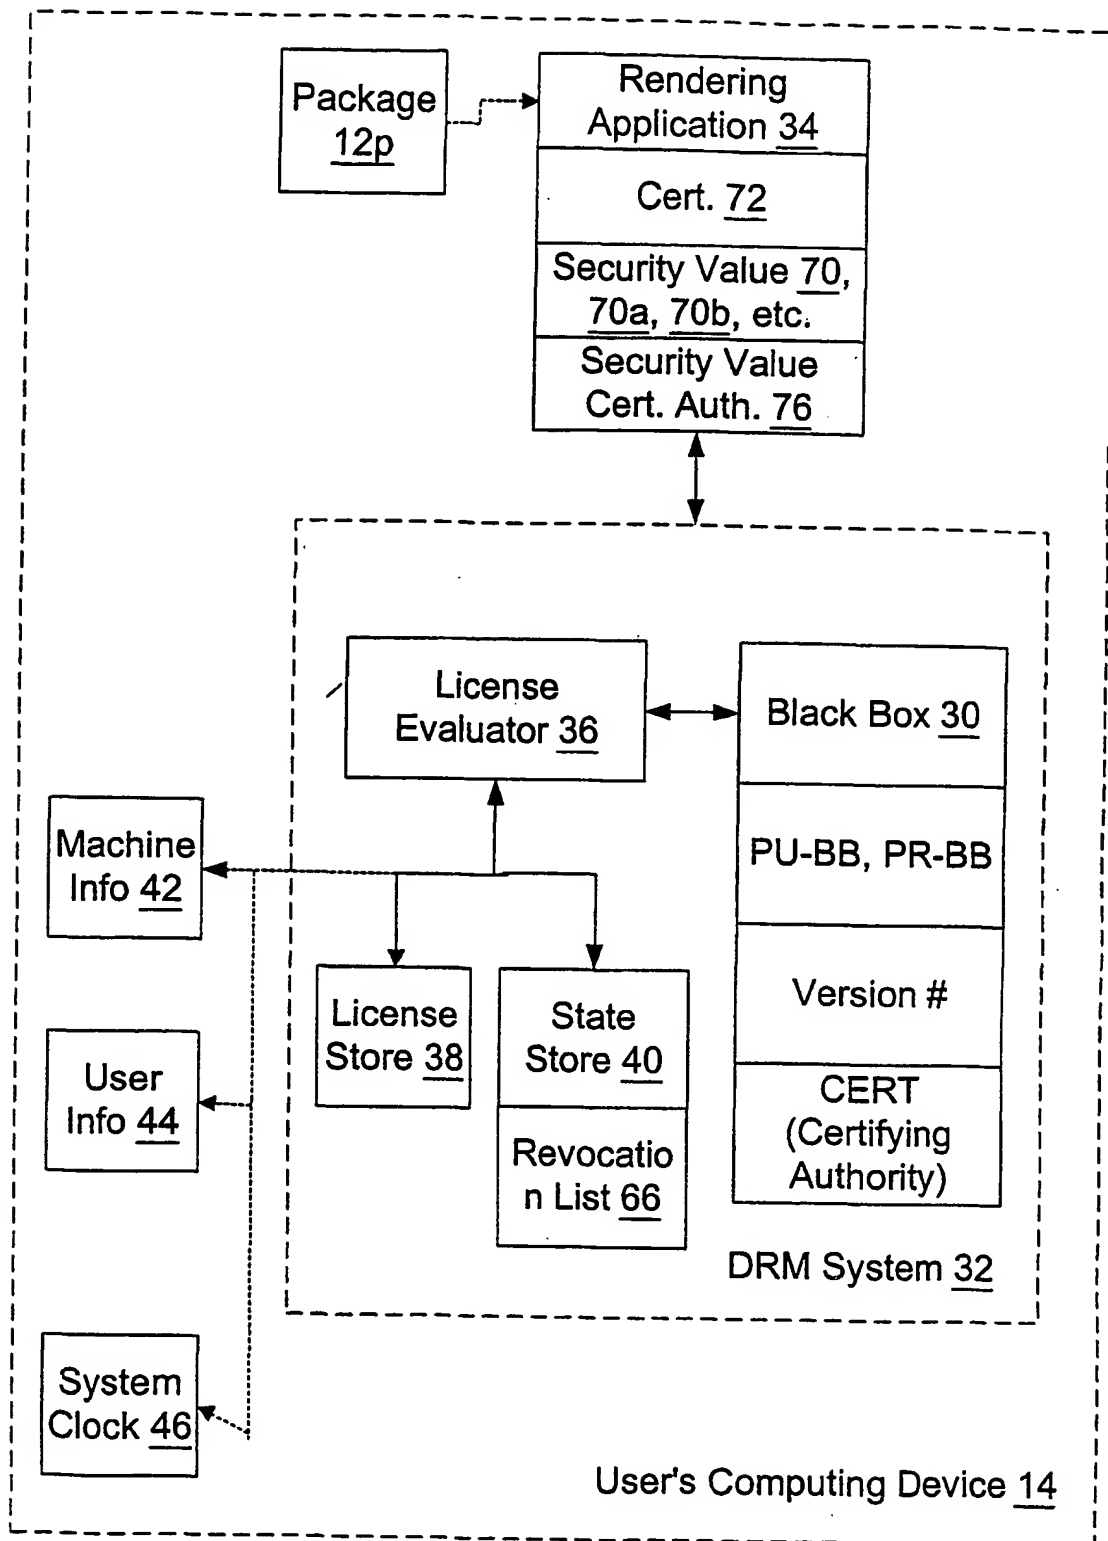 Package
12p
Rendering
Application 34
Cert. 72
Security Value 70,
70a, 70b, etc.
Security Value
Cert. Auth. 76
License
Evaluator 36
Black Box 30
PU-BB, PR-BB
Version #
CERT
(Certifying
Authority)
Machine
Info 42
License
Store 38
State
Store 40
Revocatio
n List 66
User
Info 44
DRM System 32
System
Clock 46
User's Computing Device 14